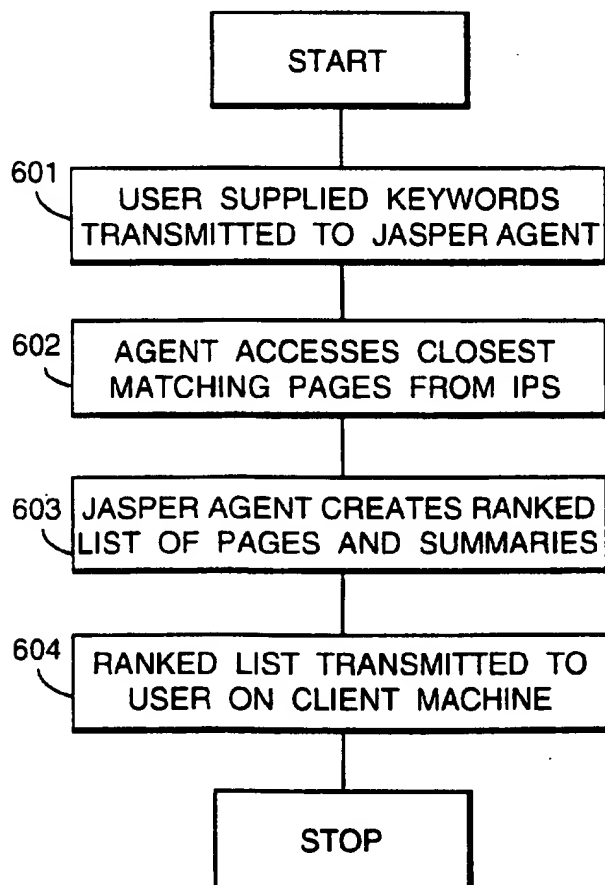 START
601
USER SUPPLIED KEYWORDS
TRANSMITTED TO JASPER AGENT
602
AGENT ACCESSES CLOSEST
MATCHING PAGES FROM IPS
603
JASPER AGENT CREATES RANKED
LIST OF PAGES AND SUMMARIES
604
RANKED LIST TRANSMITTED TO
USER ON CLIENT MACHINE
STOP